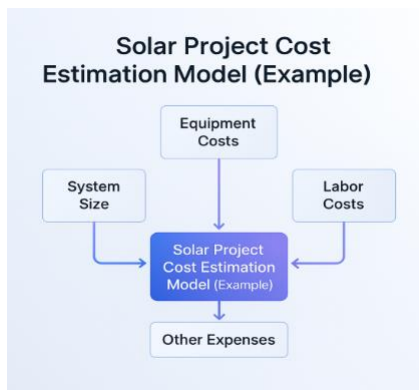 Solar Project Cost
Estimation Model (Example)
Equipment
Costs
System
Size
Labor
Costs
Solar Project
Cost Estimation
Model (Example)
Other Expenses